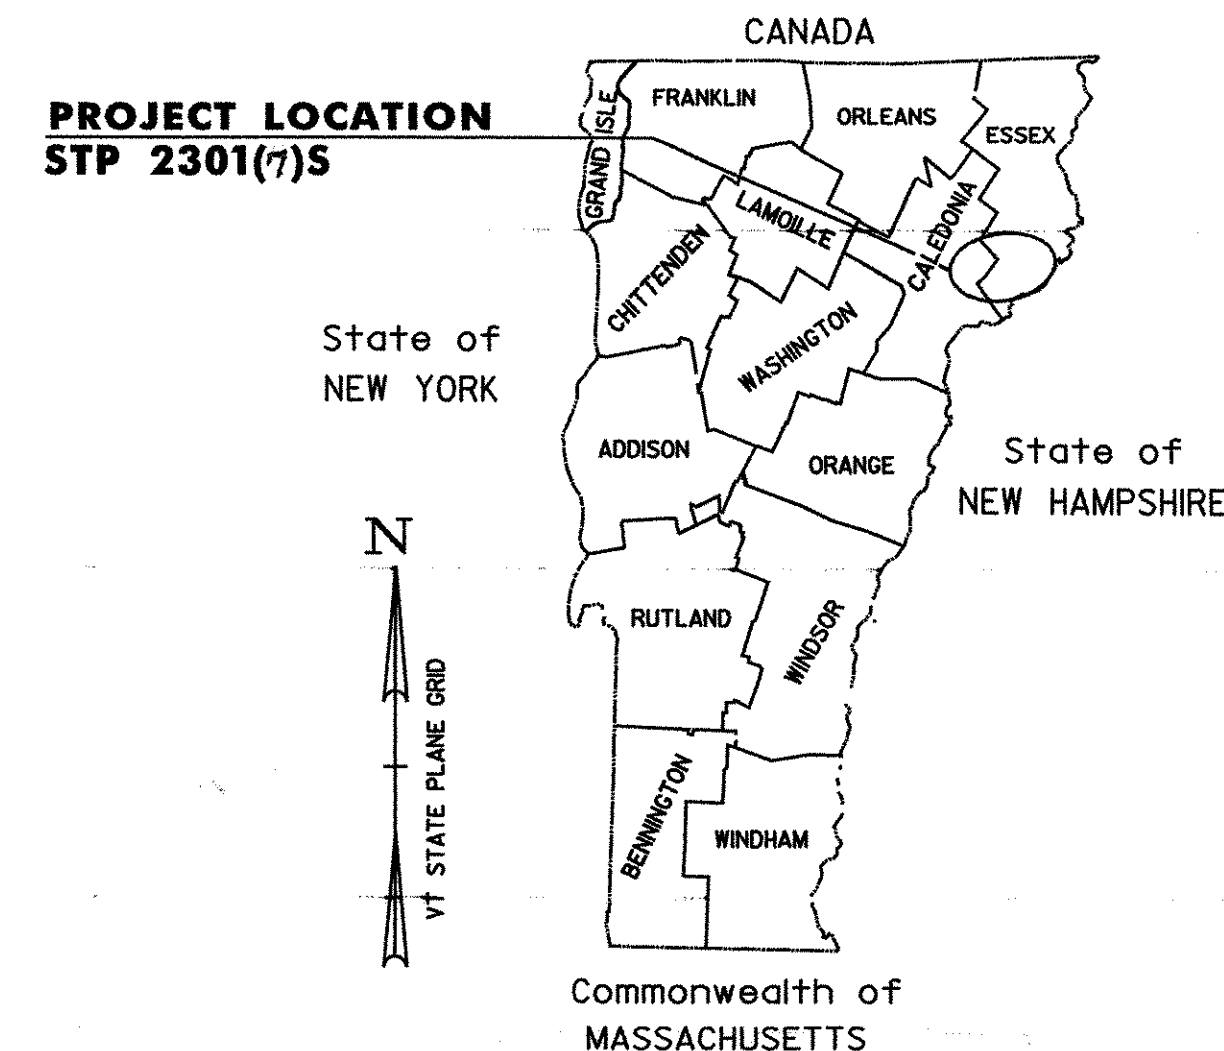 CANADA
PROJECT LOCATION
STP 2301(7)S
GRAND ISLE
FRANKLIN
ORLEANS
ESSEX
LAMOILLE
CALEDONIA
CHITTENDEN
WASHINGTON
State of
NEW YORK
ADDISON
ORANGE
State of
NEW HAMPSHIRE
N
VT STATE PLANE GRID
RUTLAND
WINDSOR
BENNINGTON
WINDHAM
Commonwealth of
MASSACHUSETTS